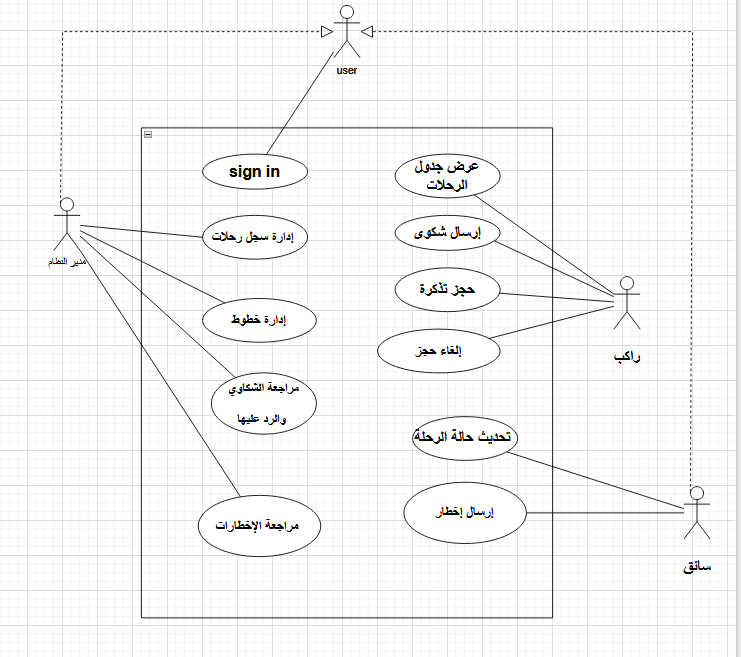 user
sign in
عرض جدول
الرحلات
إدارة سجل رحلات
إرسال شكوى
مدير النظام
حجز تذكرة
إدارة خطوط
إلغاء حجز
راكب
مراجعة الشكاوي
والرد عليها
تحديث حالة الرحلة
إرسال إخطار
مراجعة الإخطارات
سائق